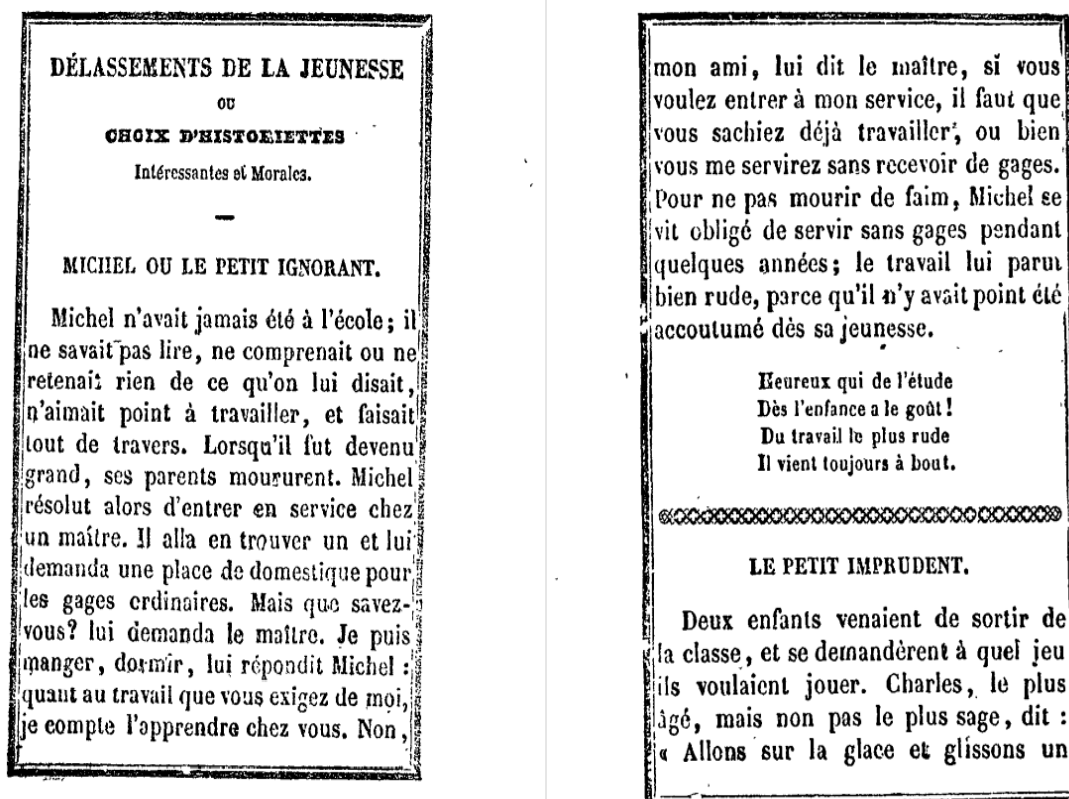 DÉLASSEMENTS DE LA JEUNESSE
OU
CHOIX D'HISTORIETTES
Intéressantes et Morales.
MICHEL OU LE PETIT IGNORANT.
Michel n'avait jamais été à l'école; il
ne savait pas lire, ne comprenait ou ne
retenait rien de ce qu'on lui disait,
n'aimait point à travailler, et faisait
tout de travers. Lorsqu'il fut devenu
grand, ses parents moururent. Michel
résolut alors d'entrer en service chez
un maître. Il alla en trouver un et lui
demanda une place de domestique pour
les gages ordinaires. Mais que savez-
vous? lui demanda le maître. Je puis
manger, dormir, lui répondit Michel :
quant au travail que vous exigez de moi,
je compte l'apprendre chez vous. Non,
mon ami, lui dit le maître, si vous
voulez entrer à mon service, il faut que
vous sachiez déjà travailler, ou bien
vous me servirez sans recevoir de gages.
Pour ne pas mourir de faim, Michel se
vit obligé de servir sans gages pendant
quelques années; le travail lui parut
bien rude, parce qu'il n'y avait point été
accoutumé dès sa jeunesse.
Heureux qui de l'étude
Dès l'enfance a le goût!
Du travail le plus rude
Il vient toujours à bout.
LE PETIT IMPRUDENT.
Deux enfants venaient de sortir de
la classe, et se demandèrent à quel jeu
ils voulaient jouer. Charles, le plus
âgé, mais non pas le plus sage, dit :
« Allons sur la glace et glissons un